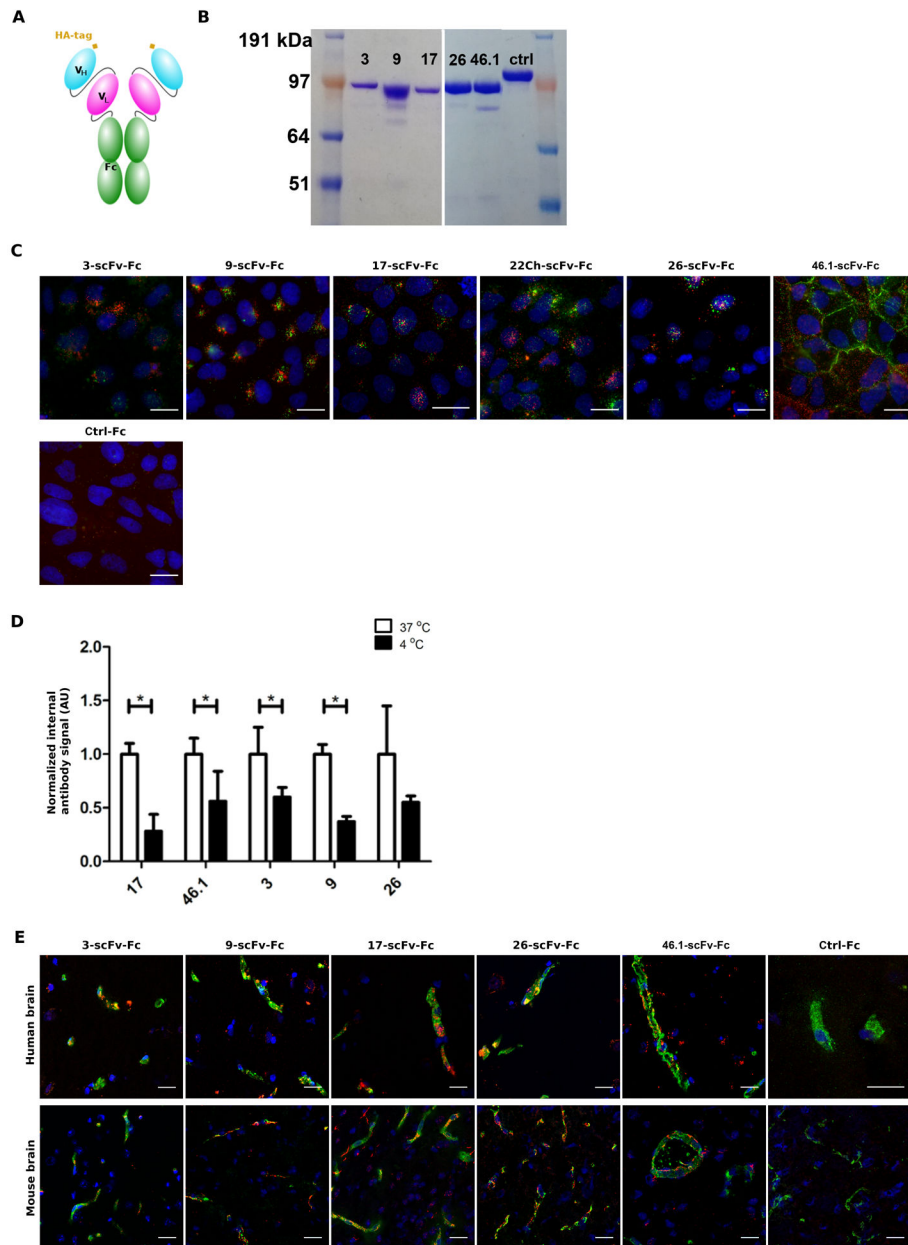 A
HA-tag
VH
VL
Fc
B
191 kDa
97
64
51
3 9 17 26 46.1 ctrl
C
3-scFv-Fc 9-scFv-Fc 17-scFv-Fc 22Ch-scFv-Fc 26-scFv-Fc 46.1-scFv-Fc
Ctrl-Fc
D
37 °C
4 °C
Normalized internal
antibody signal (AU)
2.0
1.5
1.0
0.5
0.0
* * * *
17 46.1 3 9 26
E
3-scFv-Fc 9-scFv-Fc 17-scFv-Fc 26-scFv-Fc 46.1-scFv-Fc Ctrl-Fc
Human brain
Mouse brain